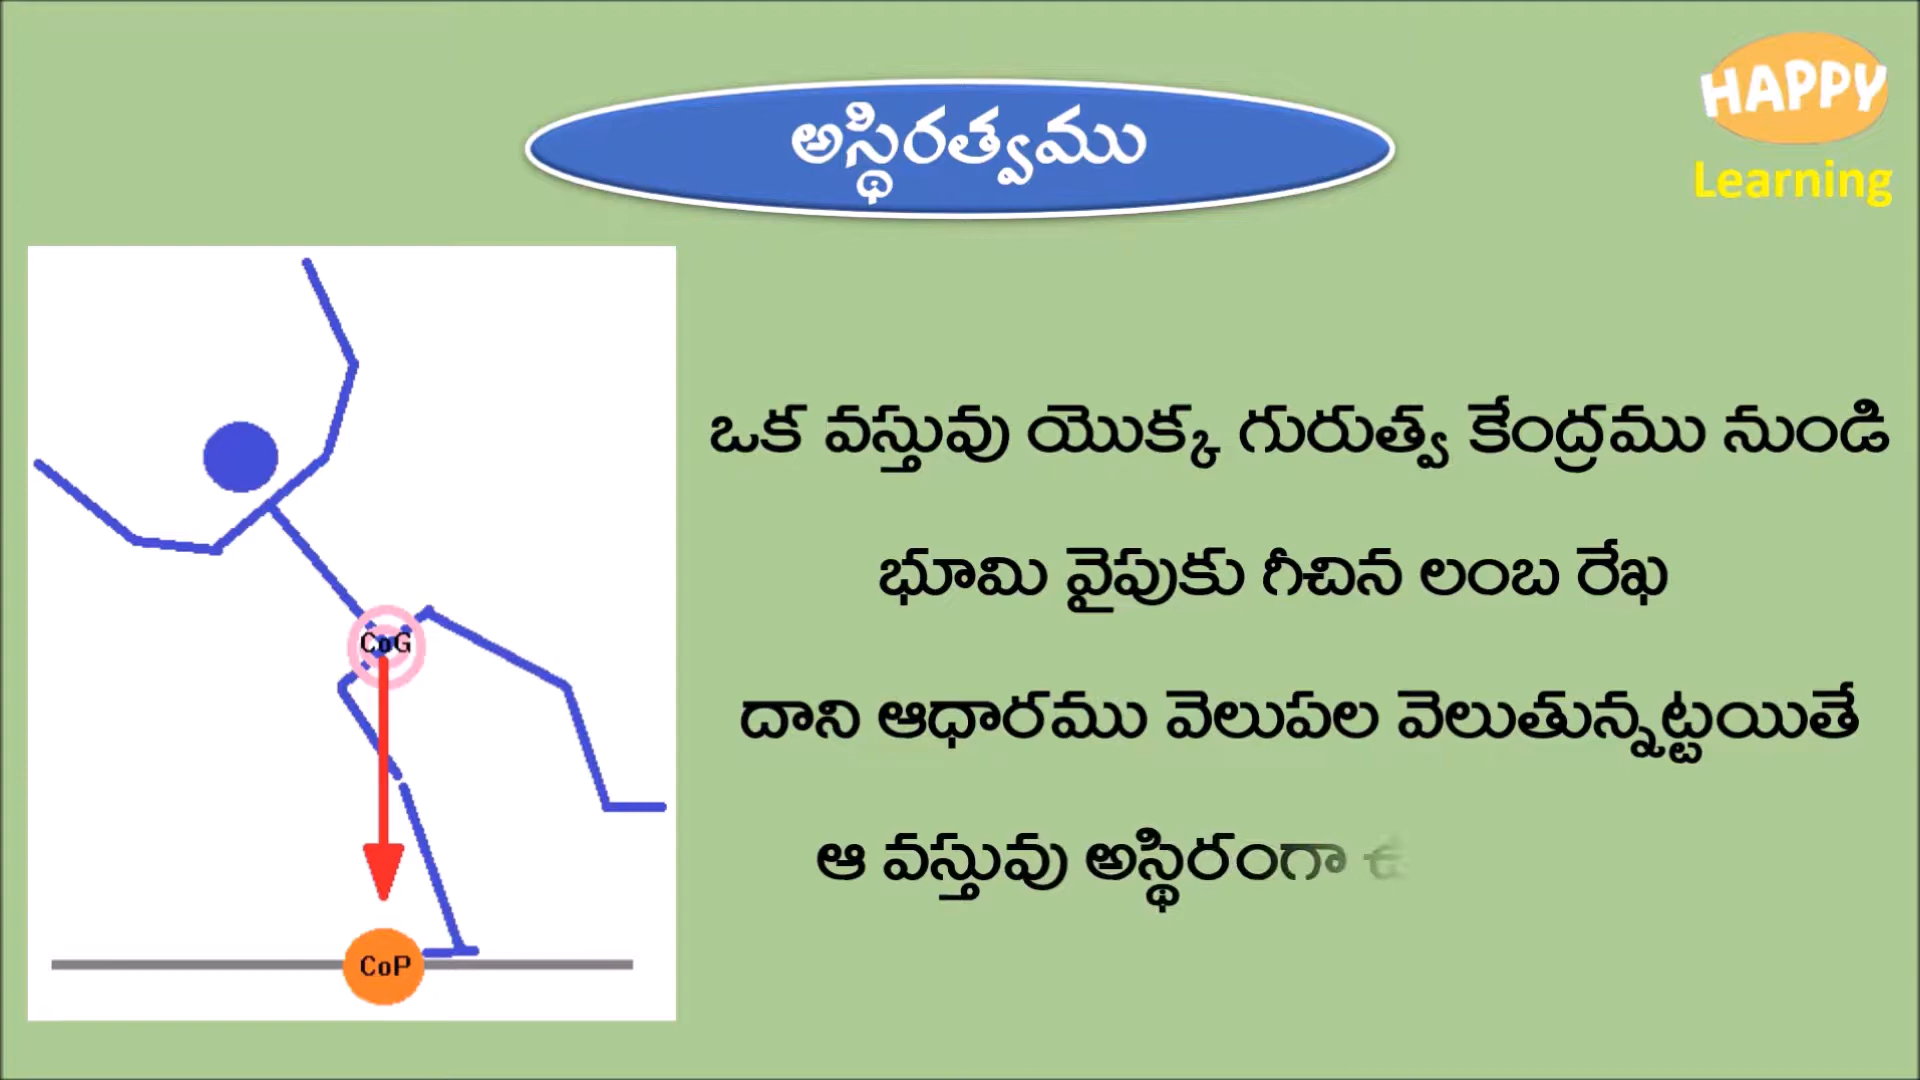 HAPPY
Learning
అస్థిరత్వము
ఒక వస్తువు యొక్క గురుత్వ కేంద్రము నుండి
భూమి వైపుకు గీచిన లంబ రేఖ
దాని ఆధారము వెలుపల వెలుతున్నట్టయితే
ఆ వస్తువు అస్థిరంగా
CoG
CoP